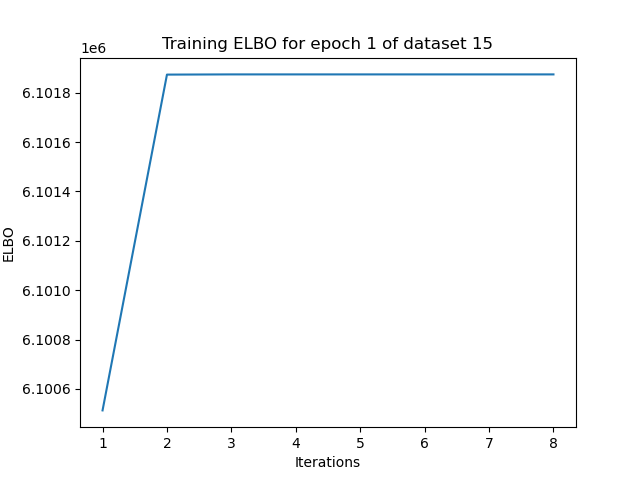 Training ELBO for epoch 1 of dataset 15
1e6
6.1018
6.1016
6.1014
6.1012
6.1010
6.1008
6.1006
ELBO
1 2 3 4 5 6 7 8
Iterations